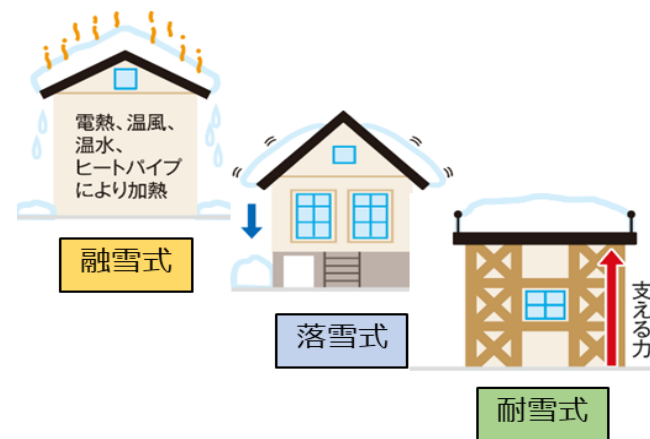 電熱、温風、
温水、
ヒートパイプ
により加熱
融雪式
落雪式
支える力
耐雪式